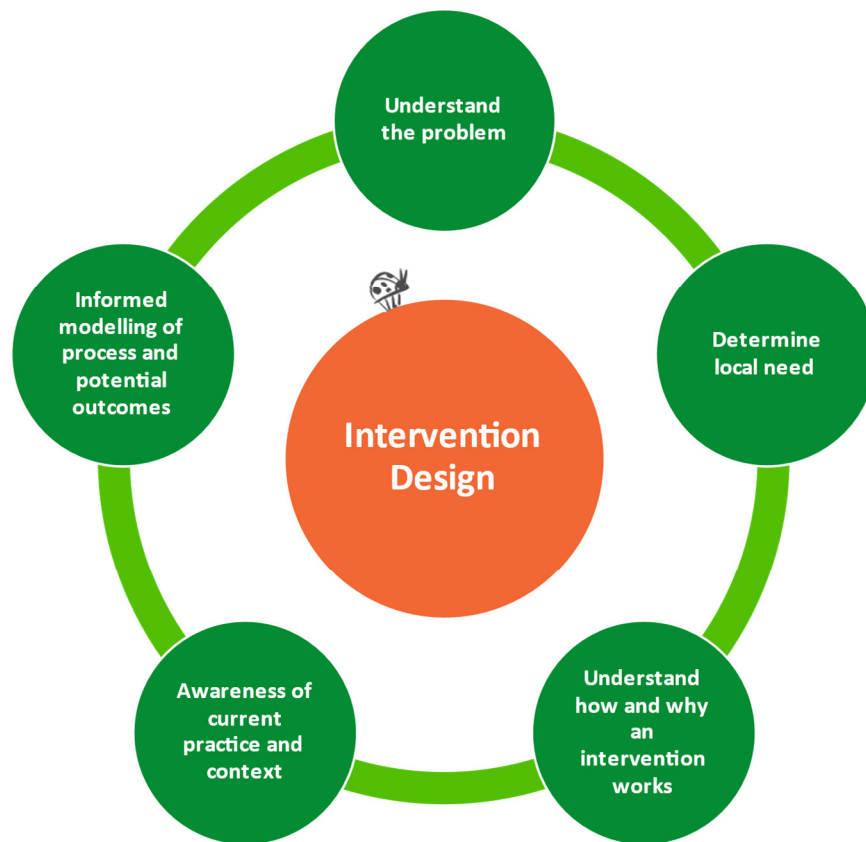 Understand
the problem
Determine
local need
Understand
how and why
an
intervention
works
Awareness of
current
practice and
context
Informed
modelling of
process and
potential
outcomes
Intervention
Design